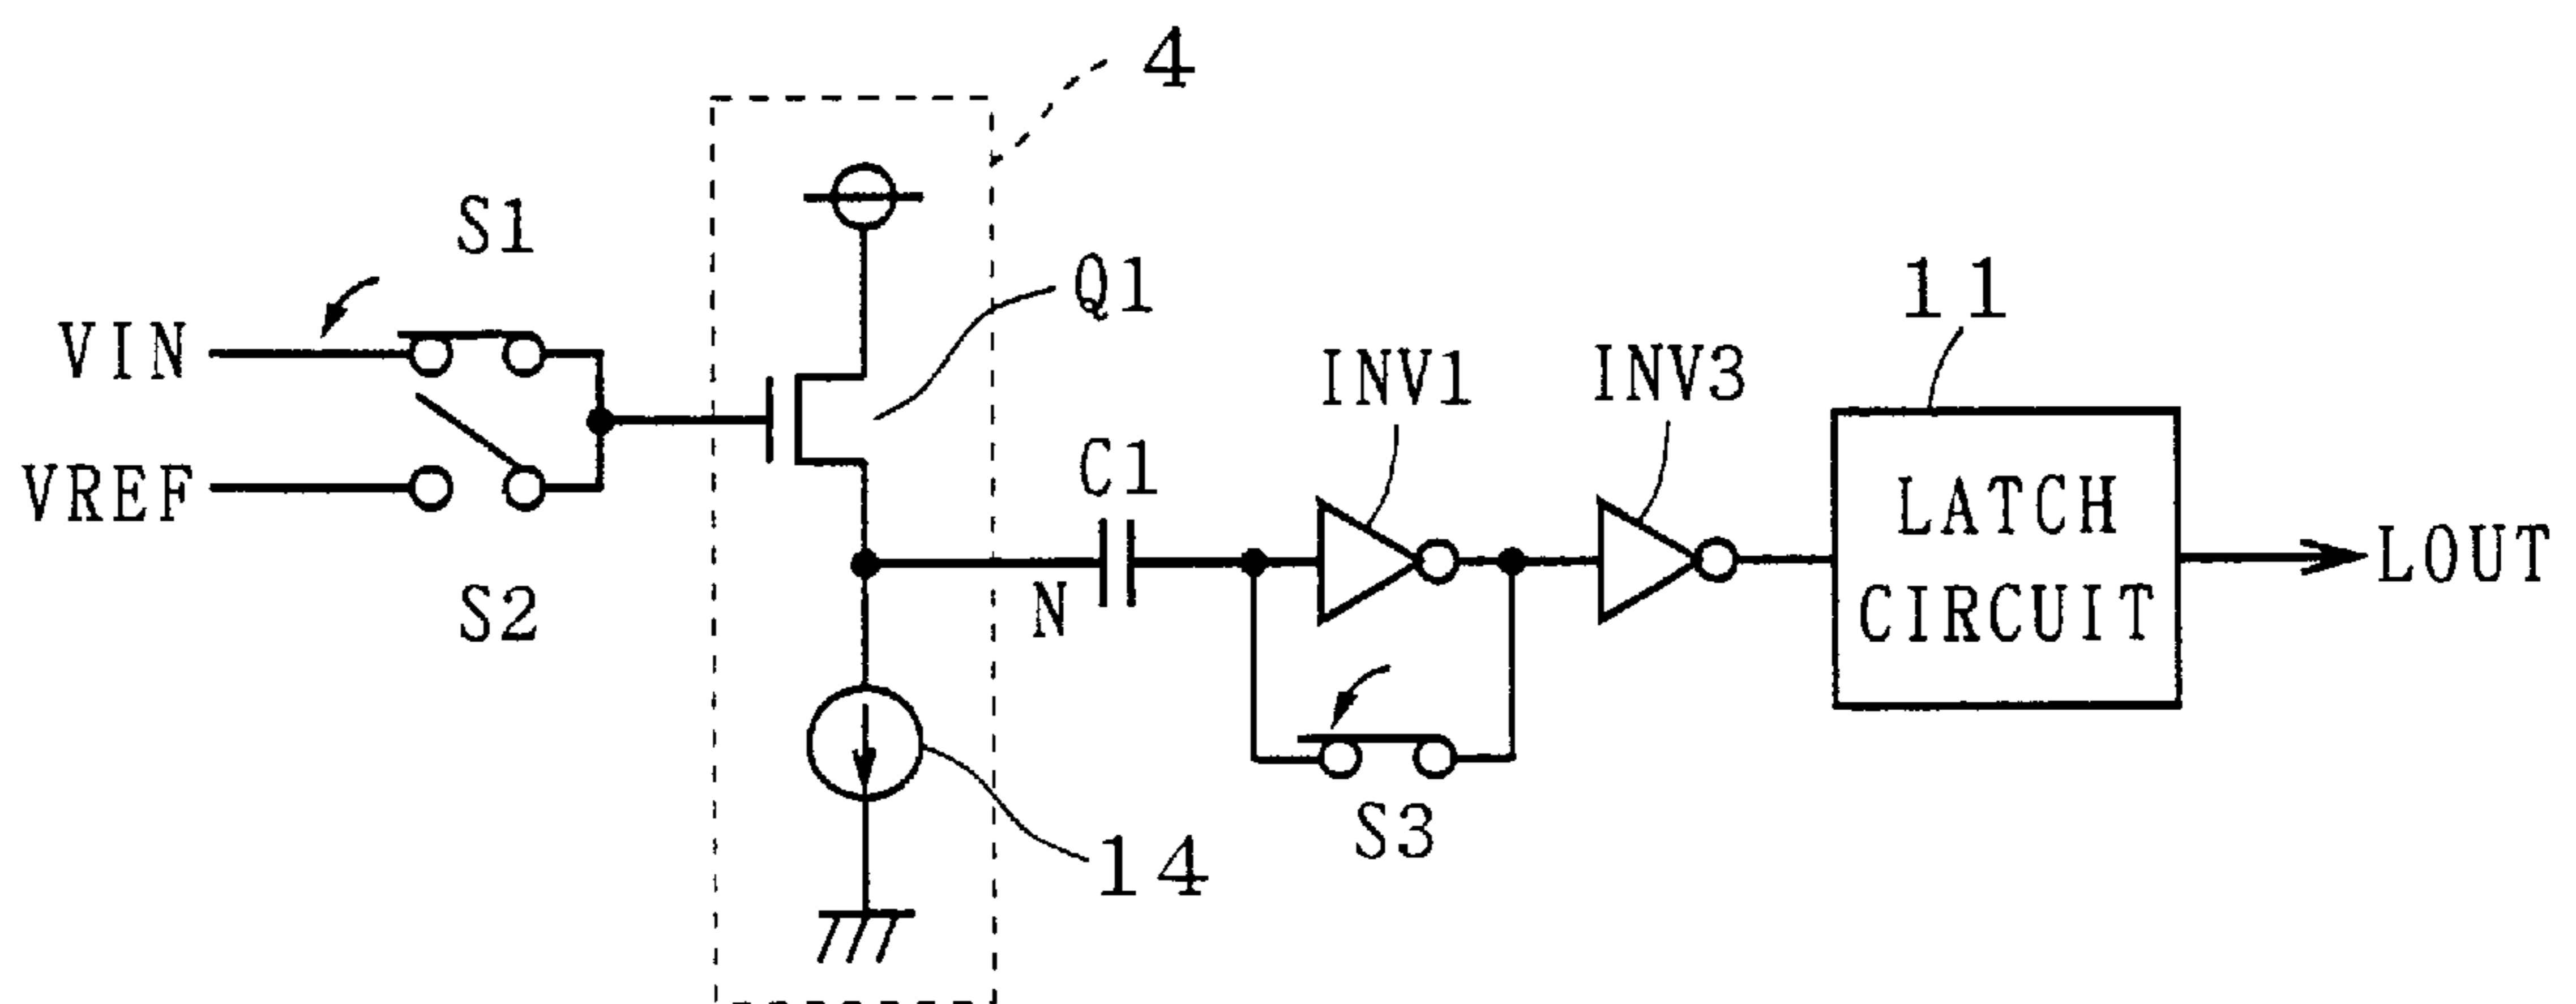 4
S1
Q1
11
VIN
INV1
INV3
C1
VREF
LATCH
CIRCUIT
LOUT
S2
N
S3
14